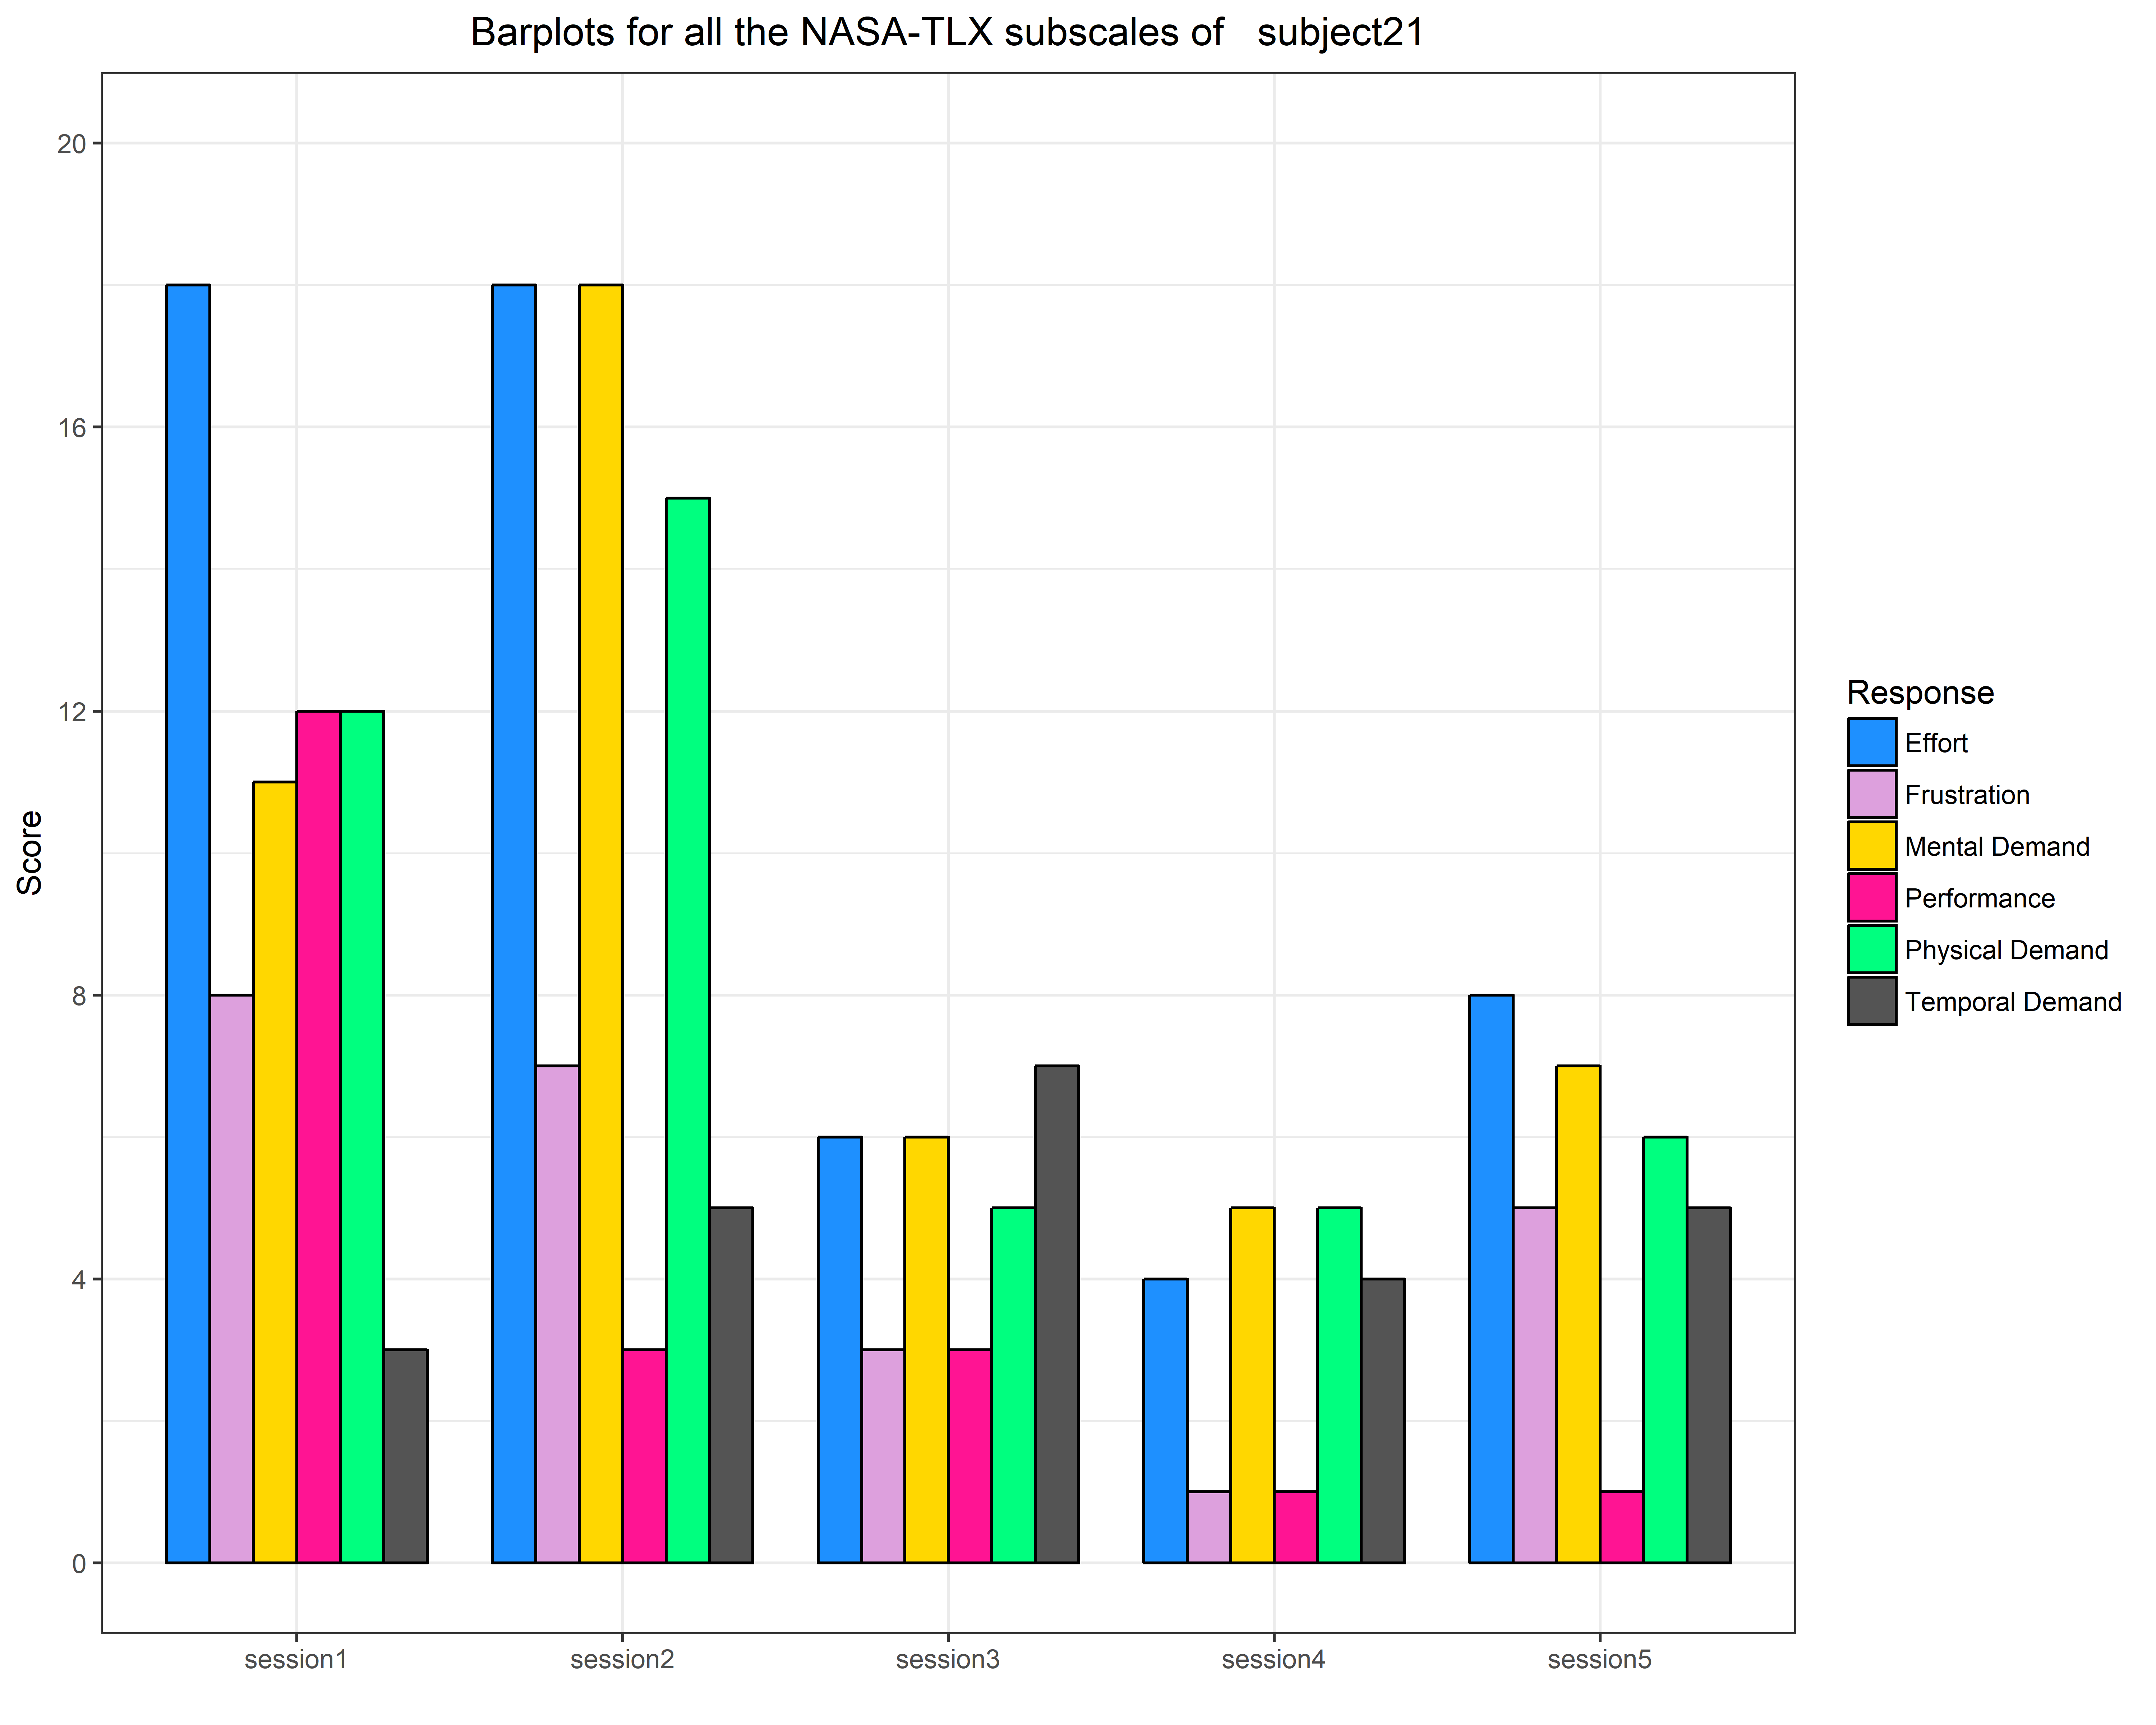 Barplots for all the NASA-TLX subscales of   subject21
20
16
12
8
4
0
Score
session1
session2
session3
session4
session5
Response
Effort
Frustration
Mental Demand
Performance
Physical Demand
Temporal Demand